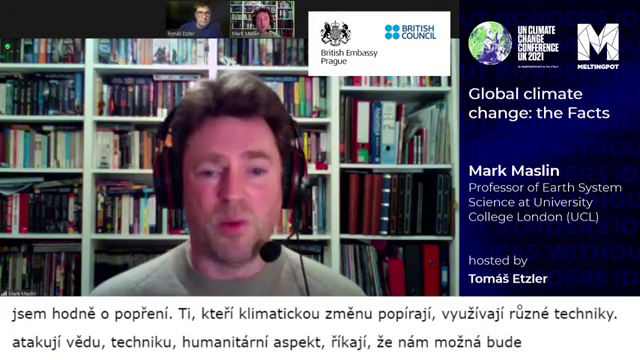 Tomáš Etzler
Mark Maslin
British Embassy
Prague
BRITISH
COUNCIL
UN CLIMATE
CHANGE
CONFERENCE
UK 2021
MELTINGPOT
Global climate
change: the Facts
Mark Maslin
Professor of Earth System
Science at University
College London (UCL)
hosted by
Tomáš Etzler
Mark Maslin
jsem hodně o popření. Ti, kteří klimatickou změnu popírají, využívají různé techniky.
atakují vědu, techniku, humanitární aspekt, říkají, že nám možná bude